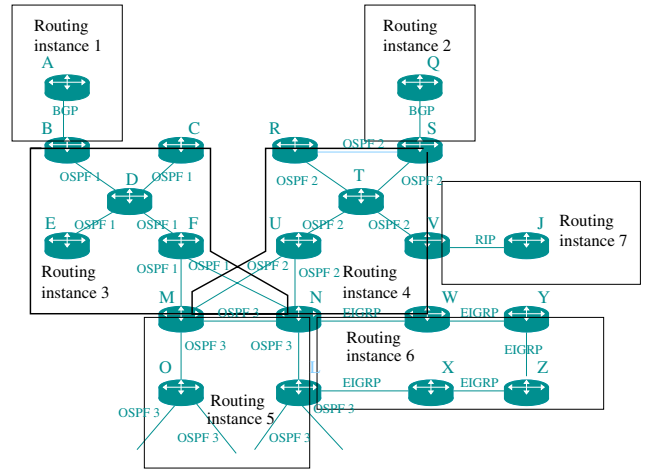 Routing
instance 1
Routing
instance 2
A
Q
BGP
BGP
B
C
R
S
OSPF 2
OSPF 1
D
OSPF 1
OSPF 2
T
OSPF 2
E
OSPF 1
OSPF 1
F
U
OSPF 2
OSPF 2
V
RIP
J
Routing
instance 7
Routing
instance 3
OSPF 1
OSPF 1
OSPF 2
OSPF 2
Routing
instance 4
M
OSPF 3
N
EIGRP
W
EIGRP
Y
OSPF 3
OSPF 3
Routing
instance 6
EIGRP
O
L
EIGRP
X
EIGRP
Z
Routing
instance 5
OSPF 3
OSPF 3
OSPF 3
OSPF 3